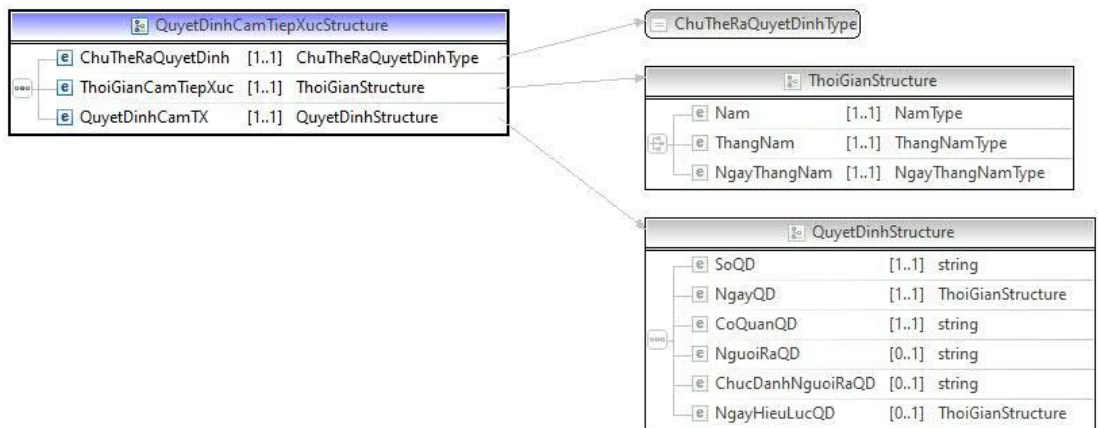 QuyetDinhCamTiepXucStructure
ChuTheRaQuyetDinh [1..1] ChuTheRaQuyetDinhType
ThoiGianCamTiepXuc [1..1] ThoiGianStructure
QuyetDinhCamTX [1..1] QuyetDinhStructure
ChuTheRaQuyetDinhType
ThoiGianStructure
Nam [1..1] NamType
ThangNam [1..1] ThangNamType
NgayThangNam [1..1] NgayThangNamType
QuyetDinhStructure
SoQD [1..1] string
NgayQD [1..1] ThoiGianStructure
CoQuanQD [1..1] string
NguoiRaQD [0..1] string
ChucDanhNguoiRaQD [0..1] string
NgayHieuLucQD [0..1] ThoiGianStructure